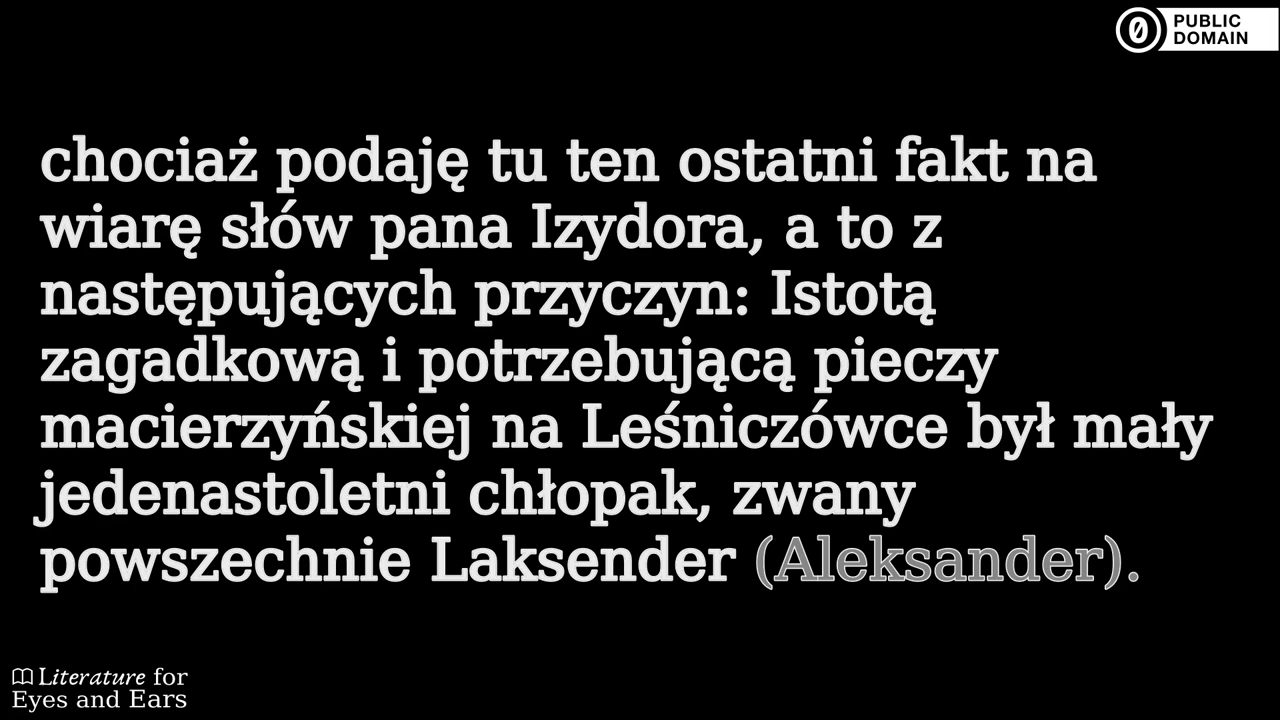 PUBLIC
DOMAIN
chociaż podaję tu ten ostatni fakt na
wiarę słów pana Izydora, a to z
następujących przyczyn: Istotą
zagadkową i potrzebującą pieczy
macierzyńskiej na Leśniczówce był mały
jedenastoletni chłopak, zwany
powszechnie Laksender (Aleksander).
Literature for
Eyes and Ears